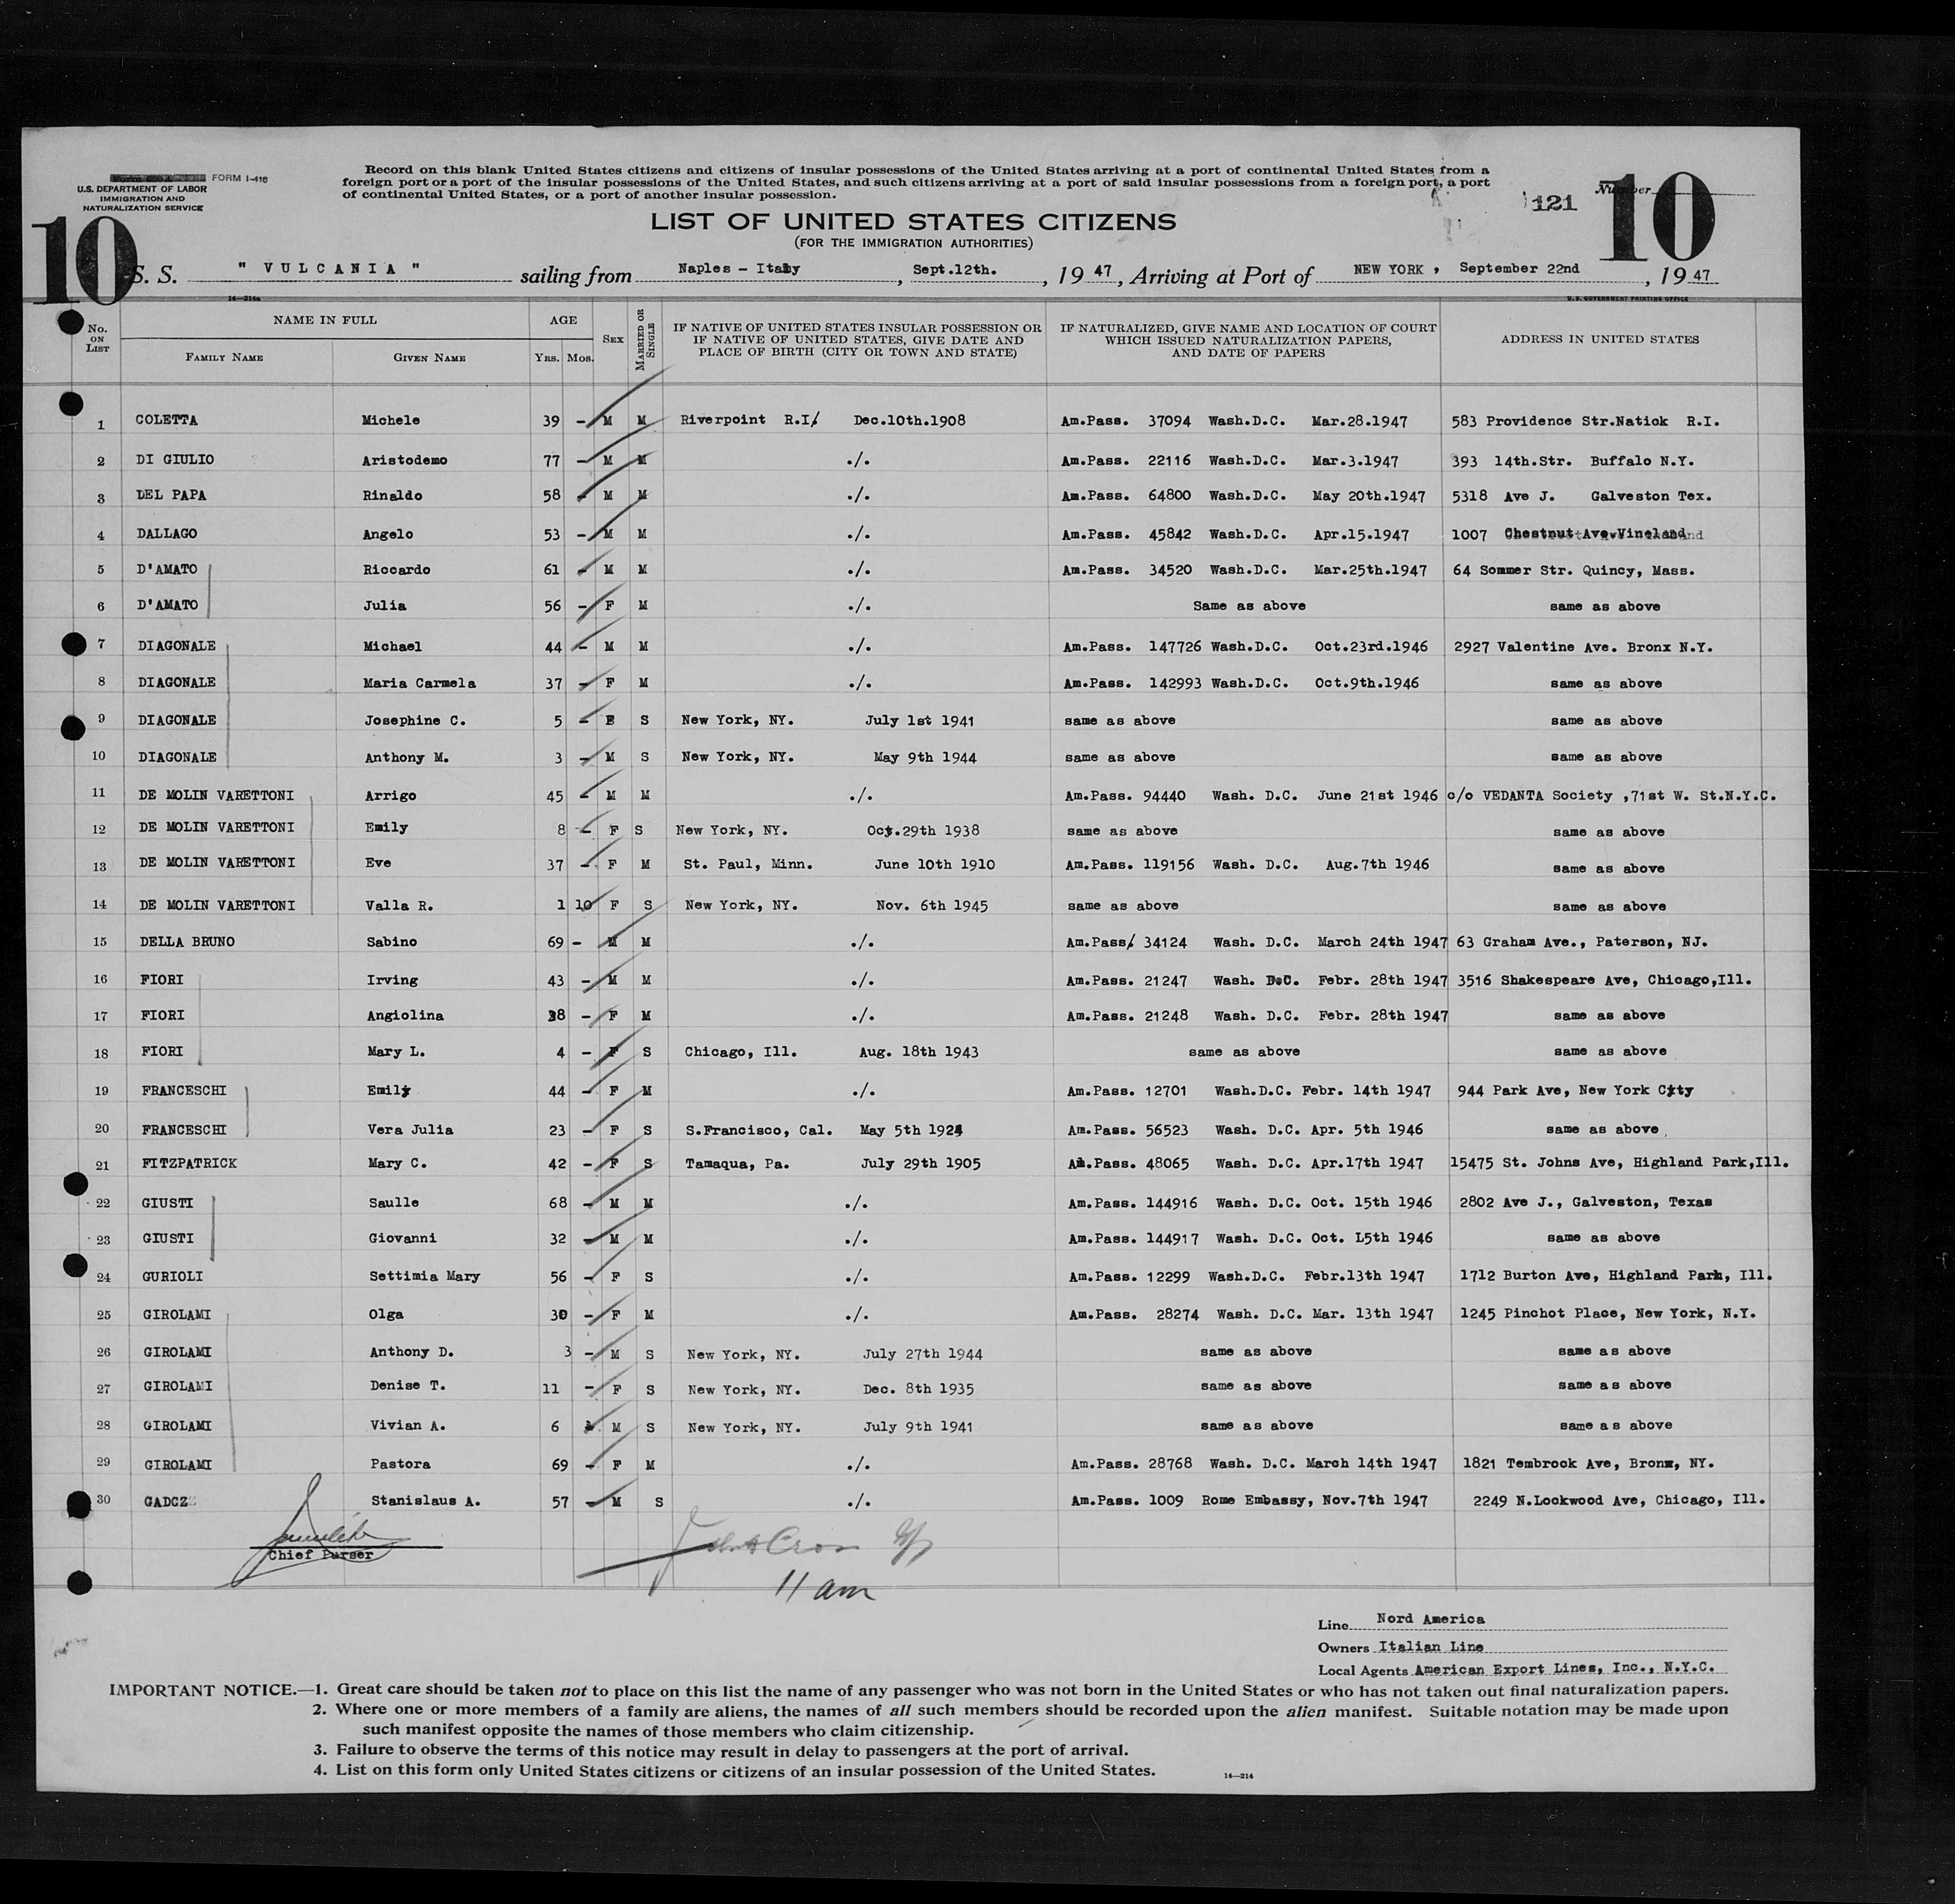 FORM I-416
U.S. DEPARTMENT OF LABOR
IMMIGRATION AND
NATURALIZATION SERVICE
Record on this blank United States citizens and citizens of insular possessions of the United States arriving at a port of continental United States from a
foreign port or a port of the insular possessions of the United States, and such citizens arriving at a port of said insular possessions from a foreign port, a port
of continental United States, or a port of another insular possession.
121
Number
10
10
LIST OF UNITED STATES CITIZENS
(FOR THE IMMIGRATION AUTHORITIES)
S. S. " VULCANIA " sailing from Naples - Italy, Sept.12th., 1947, Arriving at Port of NEW YORK, September 22nd, 1947
14—214a
U.S. GOVERNMENT PRINTING OFFICE
No. on List NAME IN FULL AGE Sex Married or Single IF NATIVE OF UNITED STATES INSULAR POSSESSION OR IF NATIVE OF UNITED STATES, GIVE DATE AND PLACE OF BIRTH (CITY OR TOWN AND STATE) IF NATURALIZED, GIVE NAME AND LOCATION OF COURT WHICH ISSUED NATURALIZATION PAPERS, AND DATE OF PAPERS ADDRESS IN UNITED STATES
Family Name Given Name Yrs. Mos.
1 COLETTA Michele 39 - M M Riverpoint R.I/ Dec.10th.1908 Am.Pass. 37094 Wash.D.C. Mar.28.1947 583 Providence Str.Natick R.I.
2 DI GIULIO Aristodemo 77 - M M ./. Am.Pass. 22116 Wash.D.C. Mar.3.1947 393 14th.Str. Buffalo N.Y.
3 DEL PAPA Rinaldo 58 - M M ./. Am.Pass. 64800 Wash.D.C. May 20th.1947 5318 Ave J. Galveston Tex.
4 DALLAGO Angelo 53 - M M ./. Am.Pass. 45842 Wash.D.C. Apr.15.1947 1007 Chestnut Ave.Vineland
5 D'AMATO Riccardo 61 - M M ./. Am.Pass. 34520 Wash.D.C. Mar.25th.1947 64 Sommer Str. Quincy, Mass.
6 D'AMATO Julia 56 - F M ./. Same as above same as above
7 DIAGONALE Michael 44 - M M ./. Am.Pass. 147726 Wash.D.C. Oct.23rd.1946 2927 Valentine Ave. Bronx N.Y.
8 DIAGONALE Maria Carmela 37 - F M ./. Am.Pass. 142993 Wash.D.C. Oct.9th.1946 same as above
9 DIAGONALE Josephine C. 5 - F S New York, NY. July 1st 1941 same as above same as above
10 DIAGONALE Anthony M. 3 - M S New York, NY. May 9th 1944 same as above same as above
11 DE MOLIN VARETTONI Arrigo 45 - M M ./. Am.Pass. 94440 Wash. D.C. June 21st 1946 c/o VEDANTA Society ,71st W. St.N.Y.C.
12 DE MOLIN VARETTONI Emily 8 - F S New York, NY. Oct.29th 1938 same as above same as above
13 DE MOLIN VARETTONI Eve 37 - F M St. Paul, Minn. June 10th 1910 Am.Pass. 119156 Wash. D.C. Aug.7th 1946 same as above
14 DE MOLIN VARETTONI Valla R. 1 10 F S New York, NY. Nov. 6th 1945 same as above same as above
15 DELLA BRUNO Sabino 69 - M M ./. Am.Pass/ 34124 Wash. D.C. March 24th 1947 63 Graham Ave., Paterson, NJ.
16 FIORI Irving 43 - M M ./. Am.Pass. 21247 Wash. D.C. Febr. 28th 1947 3516 Shakespeare Ave, Chicago,Ill.
17 FIORI Angiolina 38 - F M ./. Am.Pass. 21248 Wash. D.C. Febr. 28th 1947 same as above
18 FIORI Mary L. 4 - F S Chicago, Ill. Aug. 18th 1943 same as above same as above
19 FRANCESCHI Emily 44 - F M ./. Am.Pass. 12701 Wash.D.C. Febr. 14th 1947 944 Park Ave, New York City
20 FRANCESCHI Vera Julia 23 - F S S.Francisco, Cal. May 5th 1924 Am.Pass. 56523 Wash. D.C. Apr. 5th 1946 same as above
21 FITZPATRICK Mary C. 42 - F S Tamaqua, Pa. July 29th 1905 Am.Pass. 48065 Wash. D.C. Apr.17th 1947 15475 St. Johns Ave, Highland Park,Ill.
22 GIUSTI Saulle 68 - M M ./. Am.Pass. 144916 Wash. D.C. Oct. 15th 1946 2802 Ave J., Galveston, Texas
23 GIUSTI Giovanni 32 - M M ./. Am.Pass. 144917 Wash. D.C. Oct. L5th 1946 same as above
24 GURIOLI Settimia Mary 56 - F S ./. Am.Pass. 12299 Wash.D.C. Febr.13th 1947 1712 Burton Ave, Highland Park, Ill.
25 GIROLAMI Olga 30 - F M ./. Am.Pass. 28274 Wash. D.C. Mar. 13th 1947 1245 Pinchot Place, New York, N.Y.
26 GIROLAMI Anthony D. 3 - M S New York, NY. July 27th 1944 same as above same as above
27 GIROLAMI Denise T. 11 - F S New York, NY. Dec. 8th 1935 same as above same as above
28 GIROLAMI Vivian A. 6 M S New York, NY. July 9th 1941 same as above same as above
29 GIROLAMI Pastora 69 - F M ./. Am.Pass. 28768 Wash. D.C. March 14th 1947 1821 Tembrock Ave, Bronx, NY.
30 GADCZ Stanislaus A. 57 - M S ./. Am.Pass. 1009 Rome Embassy, Nov.7th 1947 2249 N.Lockwood Ave, Chicago, Ill.
Chief Purser
11 am
Line Nord America
Owners Italian Line
Local Agents American Export Lines, Inc., N.Y.C.
IMPORTANT NOTICE.—1. Great care should be taken not to place on this list the name of any passenger who was not born in the United States or who has not taken out final naturalization papers.
2. Where one or more members of a family are aliens, the names of all such members should be recorded upon the alien manifest. Suitable notation may be made upon
such manifest opposite the names of those members who claim citizenship.
3. Failure to observe the terms of this notice may result in delay to passengers at the port of arrival.
4. List on this form only United States citizens or citizens of an insular possession of the United States.
14—214